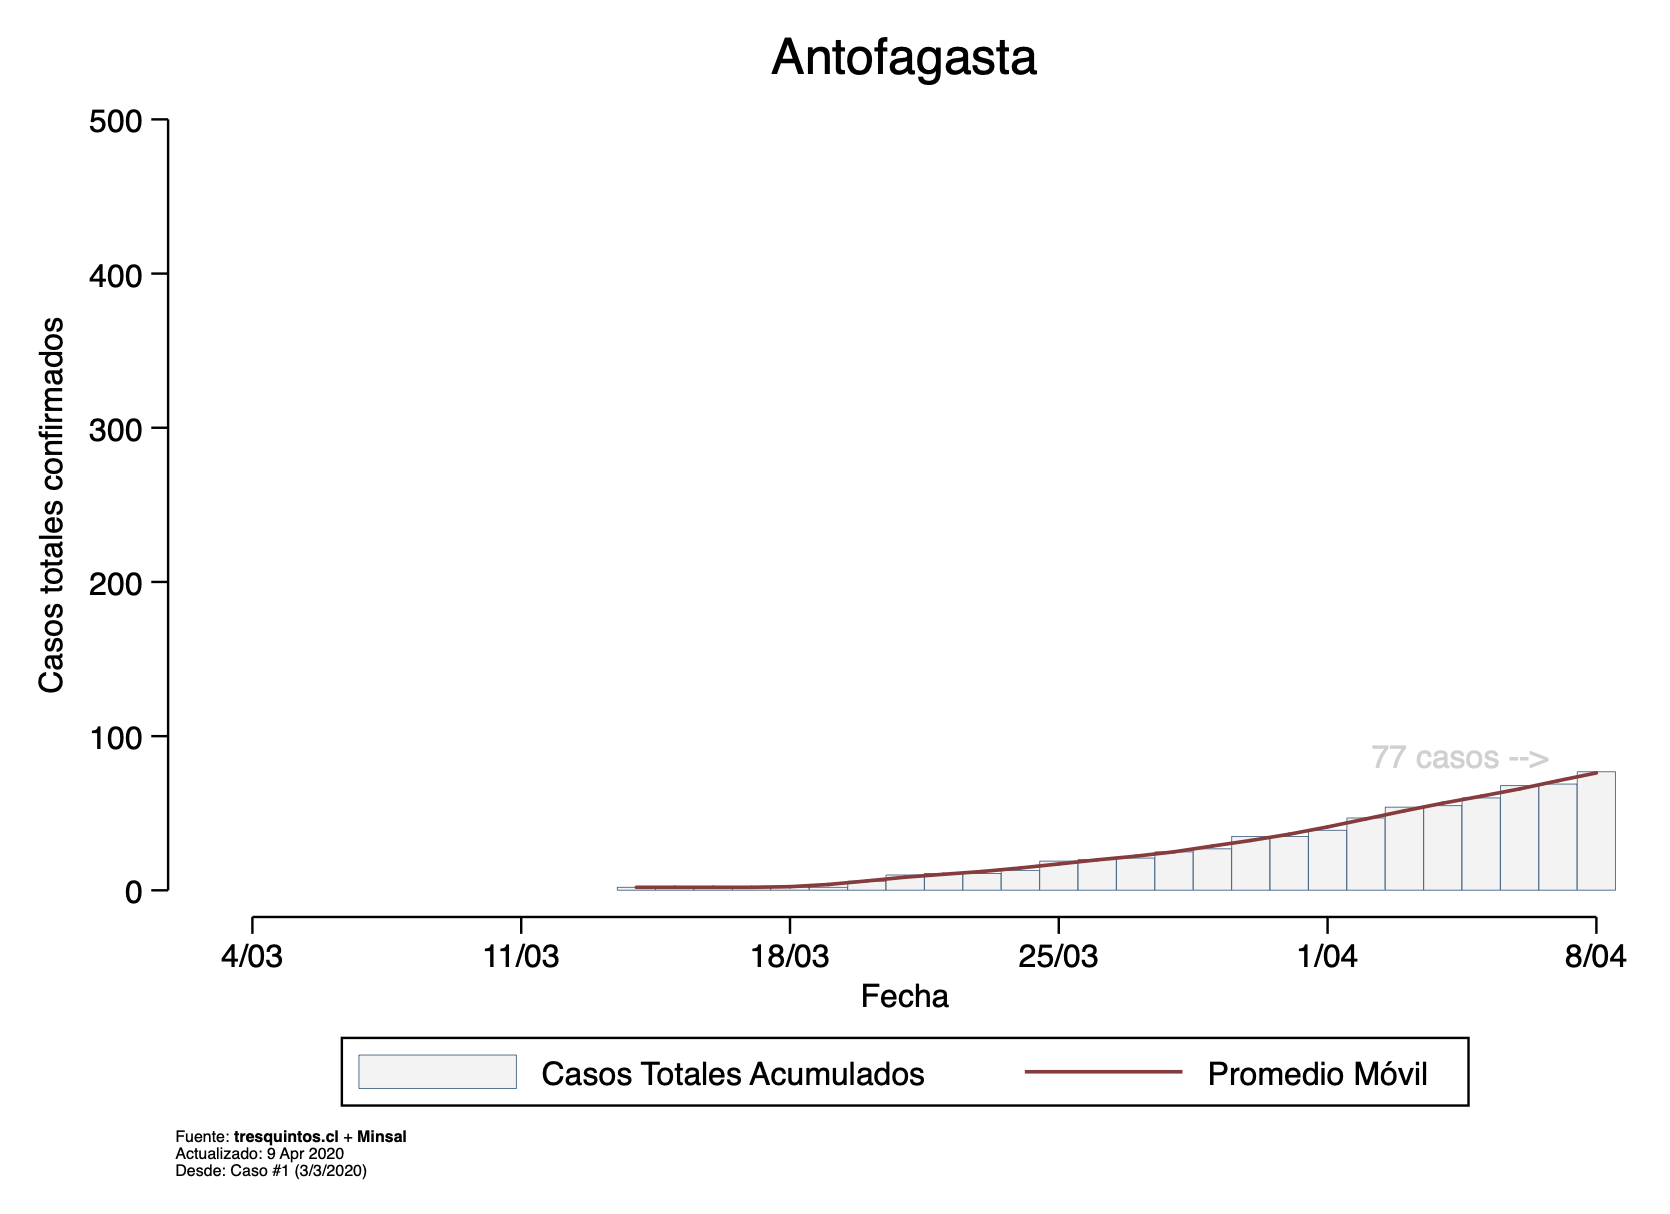 Antofagasta
Casos totales confirmados
500
400
300
200
100
0
77 casos -->
4/03 11/03 18/03 25/03 1/04 8/04
Fecha
Casos Totales Acumulados Promedio Móvil
Fuente: tresquintos.cl + Minsal
Actualizado: 9 Apr 2020
Desde: Caso #1 (3/3/2020)